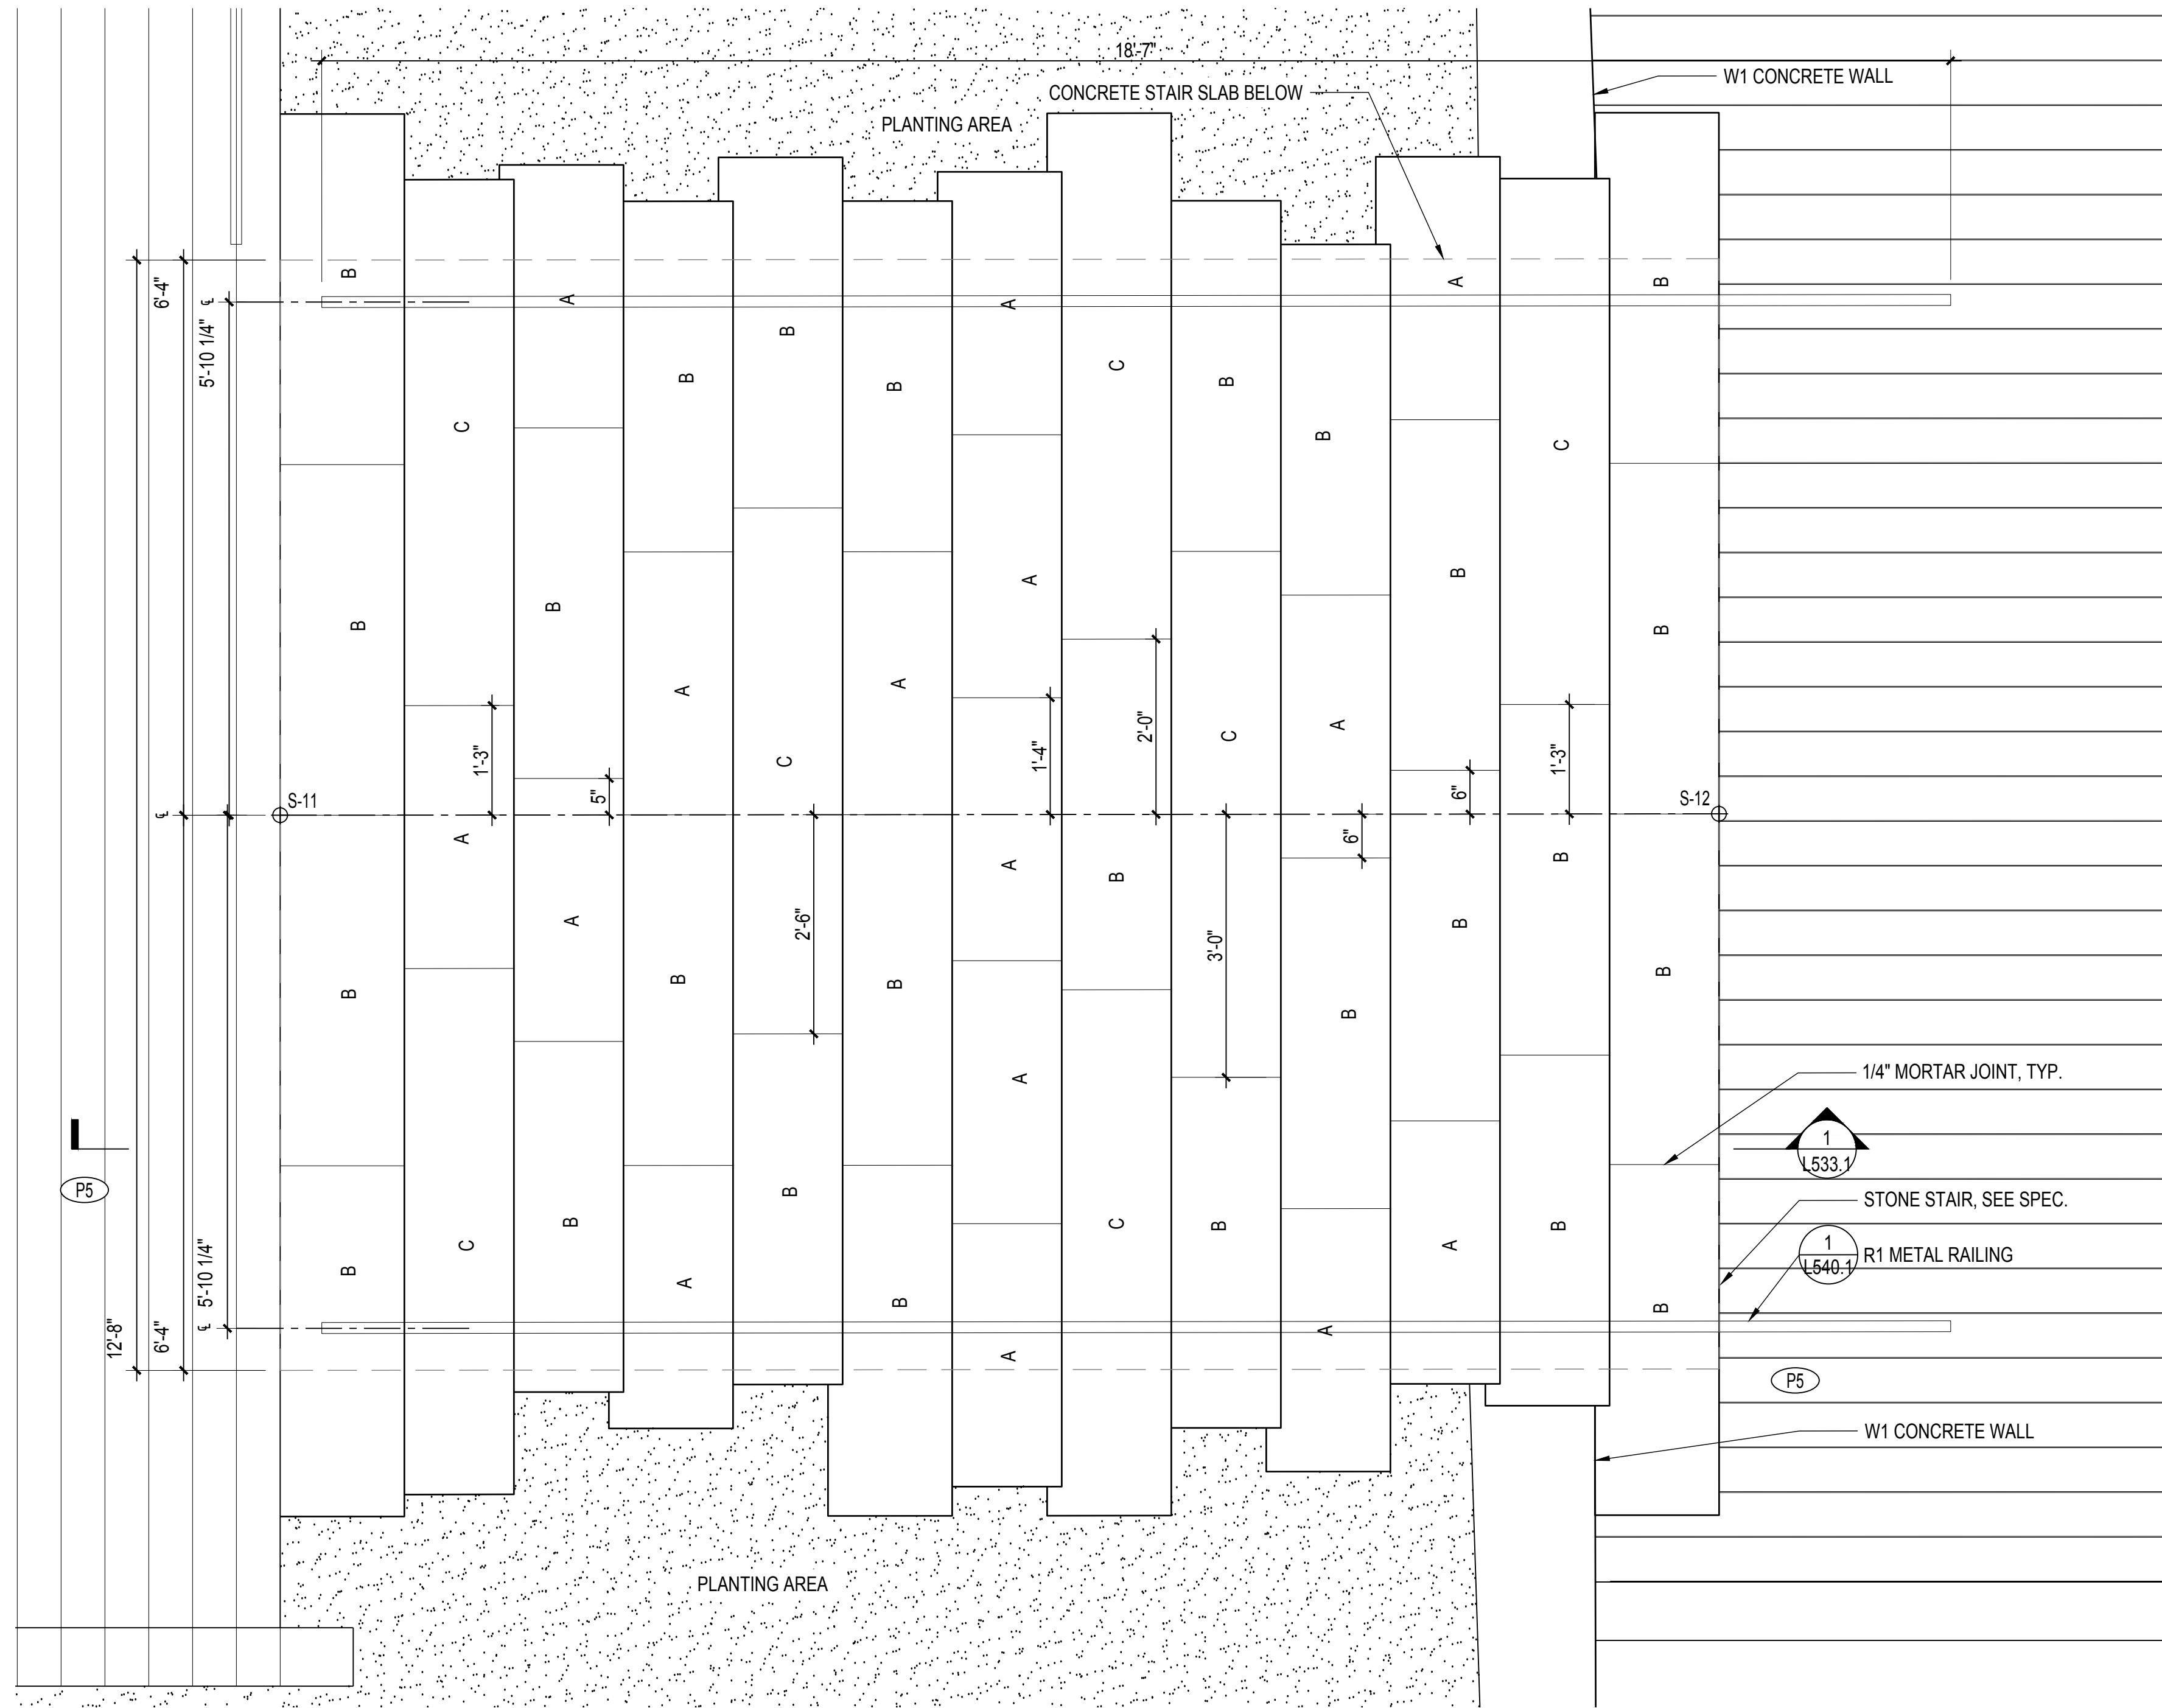 18'-7"
W1 CONCRETE WALL
CONCRETE STAIR SLAB BELOW
PLANTING AREA
6'-4"
℄
5'-10 1/4"
B
A
A
A
B
B
B
C
B
B
B
C
C
B
A
B
B
B
B
A
A
A
C
C
A
1'-3"
5"
1'-4"
2'-0"
6"
1'-3"
℄
S-11
S-12
6"
A
A
B
B
B
A
B
2'-6"
3'-0"
B
B
B
B
B
A
1/4" MORTAR JOINT, TYP.
1
L533.1
P5
STONE STAIR, SEE SPEC.
B
B
C
B
B
A
B
C
A
B
B
1
L540.1
R1 METAL RAILING
5'-10 1/4"
℄
12'-8"
6'-4"
A
A
B
P5
W1 CONCRETE WALL
PLANTING AREA